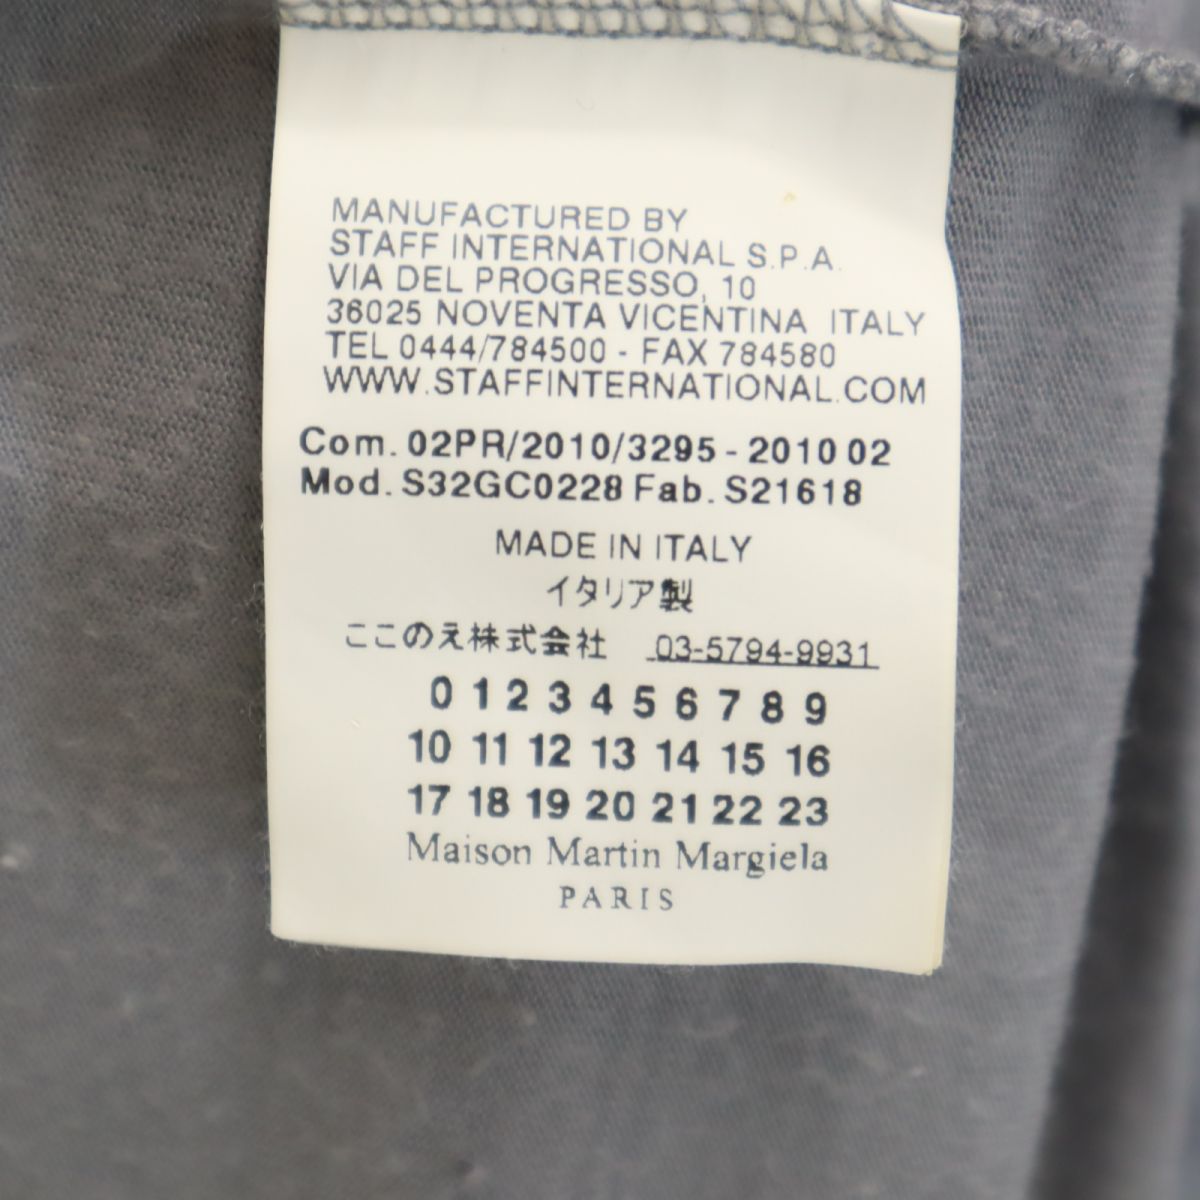 MANUFACTURED BY
STAFF INTERNATIONAL S.P.A.
VIA DEL PROGRESSO, 10
36025 NOVENTA VICENTINA ITALY
TEL 0444/784500 - FAX 784580
WWW.STAFFINTERNATIONAL.COM
Com. 02PR/2010/3295 - 2010 02
Mod. S32GC0228 Fab. S21618
MADE IN ITALY
イタリア製
ここのえ株式会社 03-5794-9931
0 1 2 3 4 5 6 7 8 9
10 11 12 13 14 15 16
17 18 19 20 21 22 23
Maison Martin Margiela
PARIS